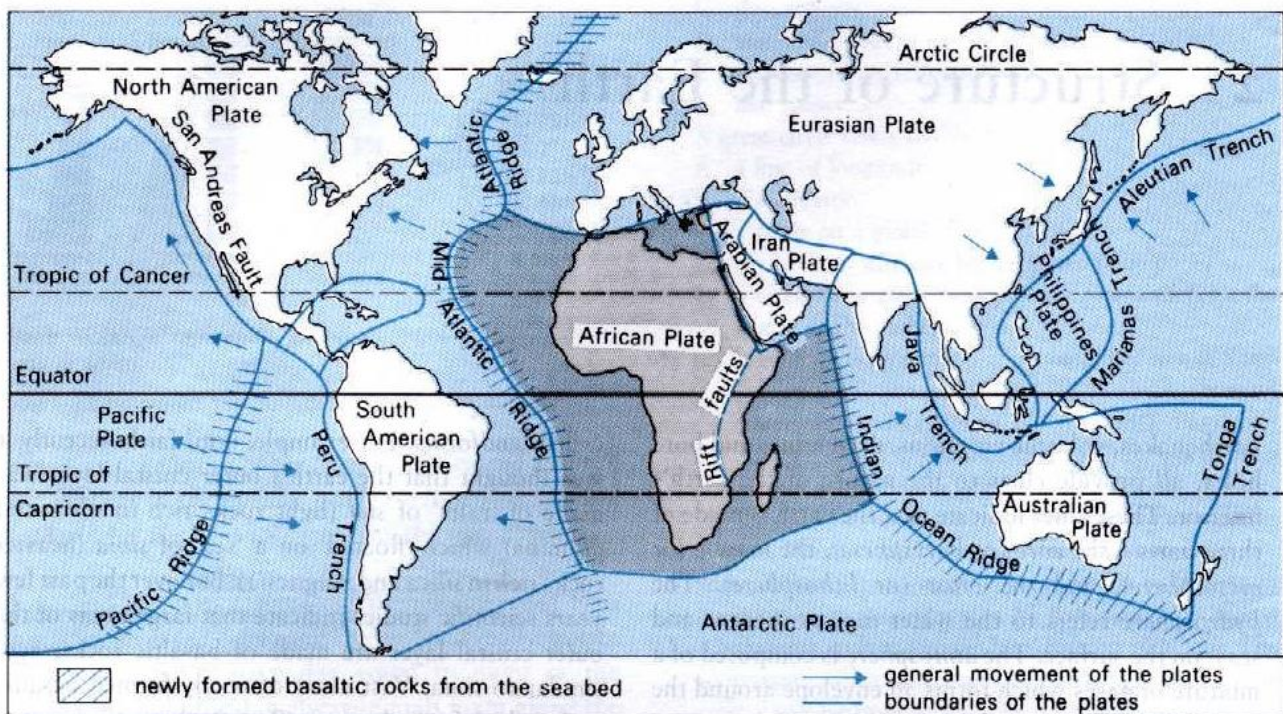 Arctic Circle
North American
Plate
Eurasian Plate
San Andreas Fault
Atlantic
Ridge
Aleutian Trench
Mid-
Atlantic
Ridge
Arabian Plate
Iran
Plate
Philippines
Plate
Trench
Marianas
Tropic of Cancer
African Plate
Java
Trench
Equator
faults
Rift
South
American
Plate
Pacific
Plate
Peru
Trench
Indian
Ocean Ridge
Tonga
Trench
Tropic of
Capricorn
Australian
Plate
Pacific Ridge
Antarctic Plate
newly formed basaltic rocks from the sea bed
general movement of the plates
boundaries of the plates